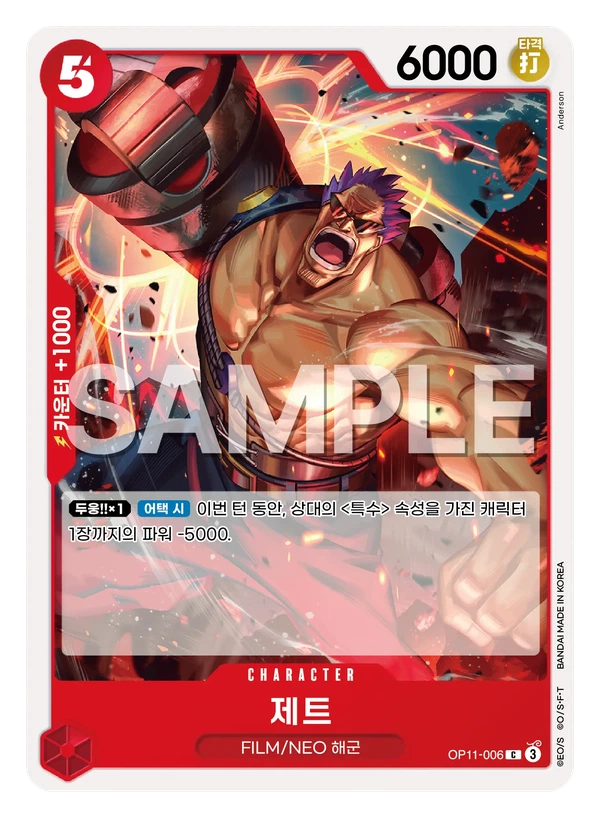 5
6000
타격
打
Anderson
카운터 +1000
SAMPLE
두웅!!×1 어택 시 이번 턴 동안, 상대의 <특수> 속성을 가진 캐릭터
1장까지의 파워 -5000.
CHARACTER
제트
FILM/NEO 해군
OP11-006 C 3
©EO/S ©O/S·F·T BANDAI MADE IN KOREA